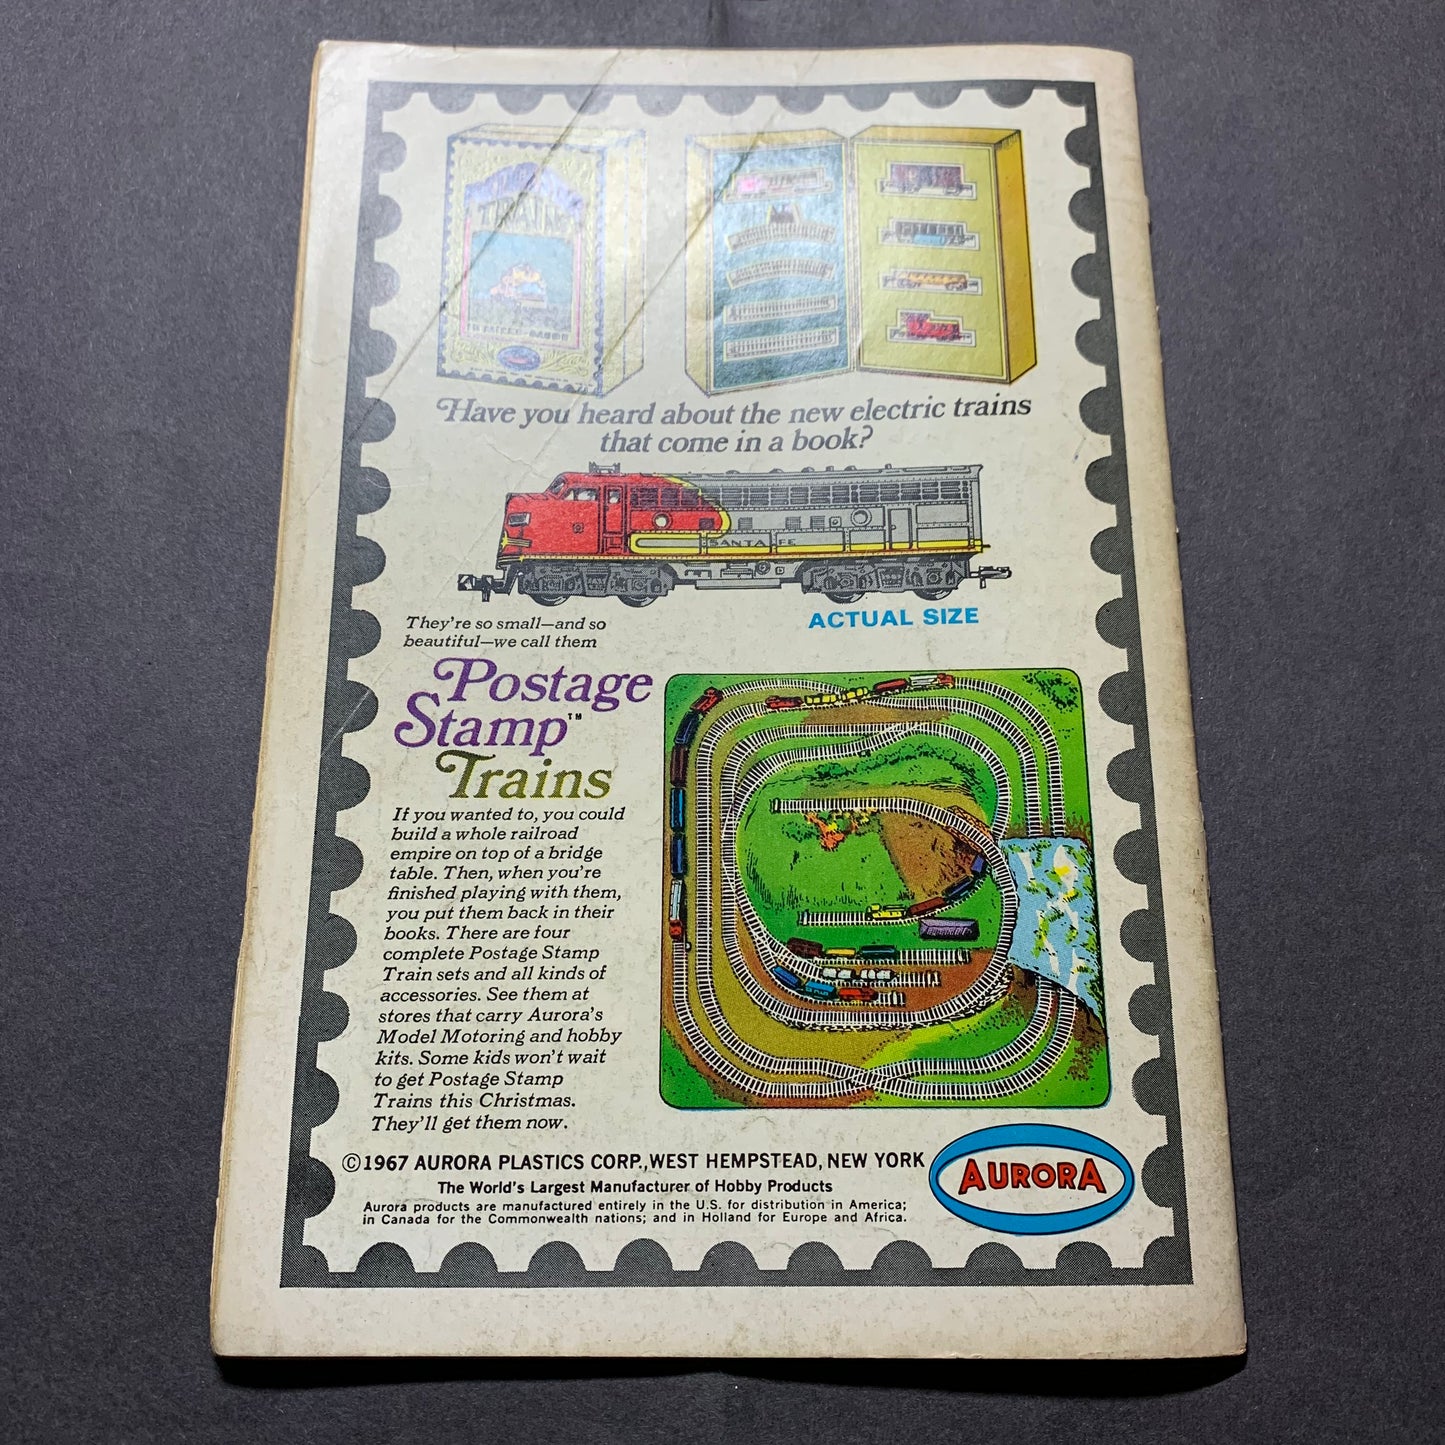 TRAIN
Have you heard about the new electric trains
that come in a book?
SANTA FE
ACTUAL SIZE
They're so small—and so
beautiful—we call them
Postage
Stamp™
Trains
If you wanted to, you could
build a whole railroad
empire on top of a bridge
table. Then, when you're
finished playing with them,
you put them back in their
books. There are four
complete Postage Stamp
Train sets and all kinds of
accessories. See them at
stores that carry Aurora's
Model Motoring and hobby
kits. Some kids won't wait
to get Postage Stamp
Trains this Christmas.
They'll get them now.
©1967 AURORA PLASTICS CORP., WEST HEMPSTEAD, NEW YORK
The World's Largest Manufacturer of Hobby Products
Aurora products are manufactured entirely in the U.S. for distribution in America;
in Canada for the Commonwealth nations; and in Holland for Europe and Africa.
AURORA